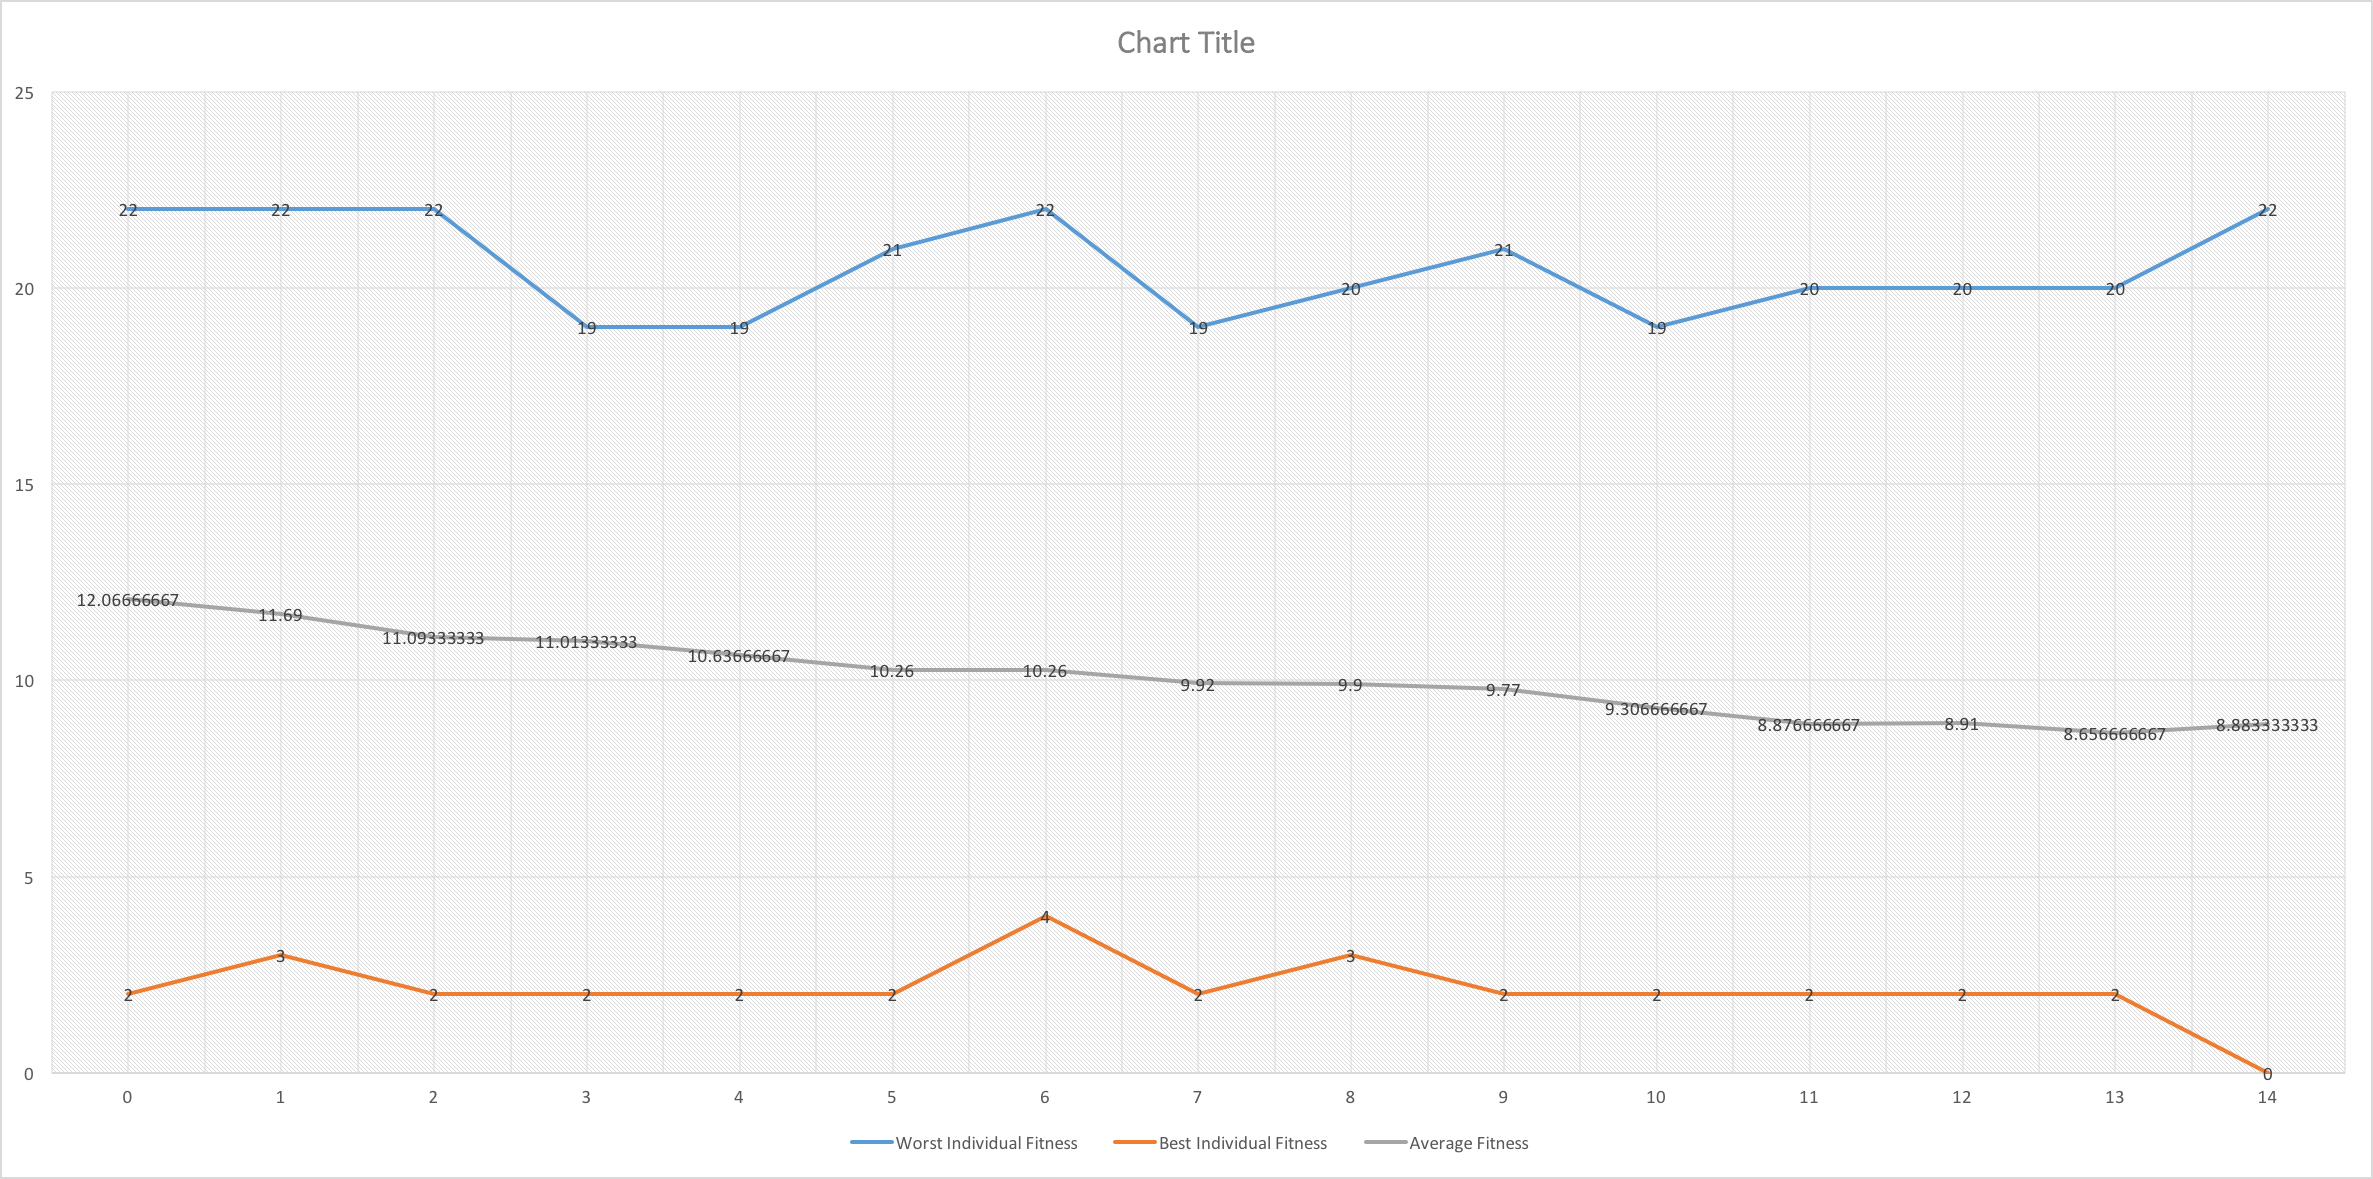 Chart Title
25
22 22 22 22 22
21 21
20 20 20 20 20
19 19 19 19
15
12.06666667 11.69 11.09333333 11.01333333 10.63666667 10.26 10.26 9.92 9.9 9.77 9.306666667 8.876666667 8.91 8.656666667 8.883333333
10
5
4
3 3
2 2 2 2 2 2 2 2 2 2 2
0 0
0 1 2 3 4 5 6 7 8 9 10 11 12 13 14
Worst Individual Fitness Best Individual Fitness Average Fitness